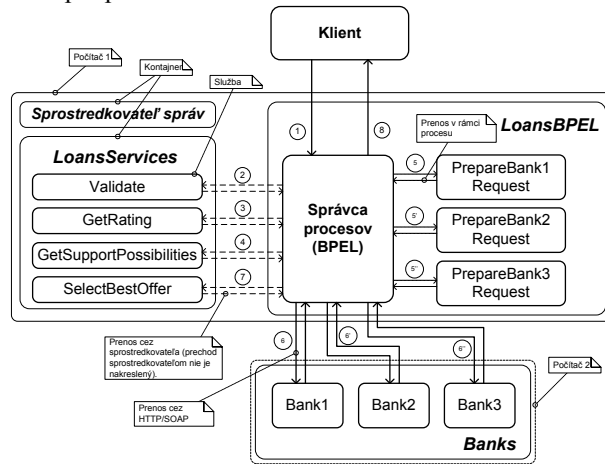 Klient
Počítač 1
Kontajner
Služba
Sprostredkovateľ správ
LoansServices
Validate
GetRating
GetSupportPossibilities
SelectBestOffer
1
8
2
3
4
7
Správca
procesov
(BPEL)
Prenos v rámci
procesu
LoansBPEL
5
PrepareBank1
Request
5'
PrepareBank2
Request
5''
PrepareBank3
Request
Prenos cez
sprostredkovateľa (prechod
sprostredkovateľom nie je
nakreslený).
6
6'
6''
Prenos cez
HTTP/SOAP
Počítač 2
Bank1
Bank2
Bank3
Banks